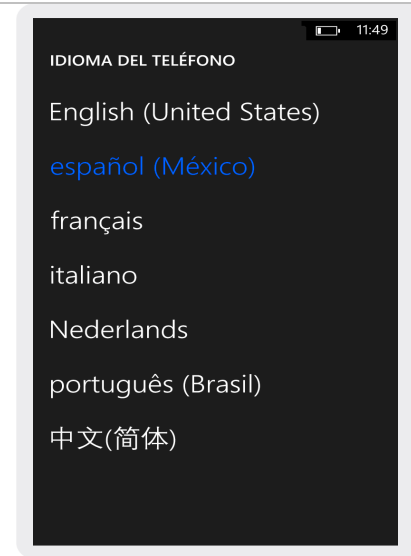 11:49
IDIOMA DEL TELÉFONO
English (United States)
español (México)
français
italiano
Nederlands
português (Brasil)
中文(简体)